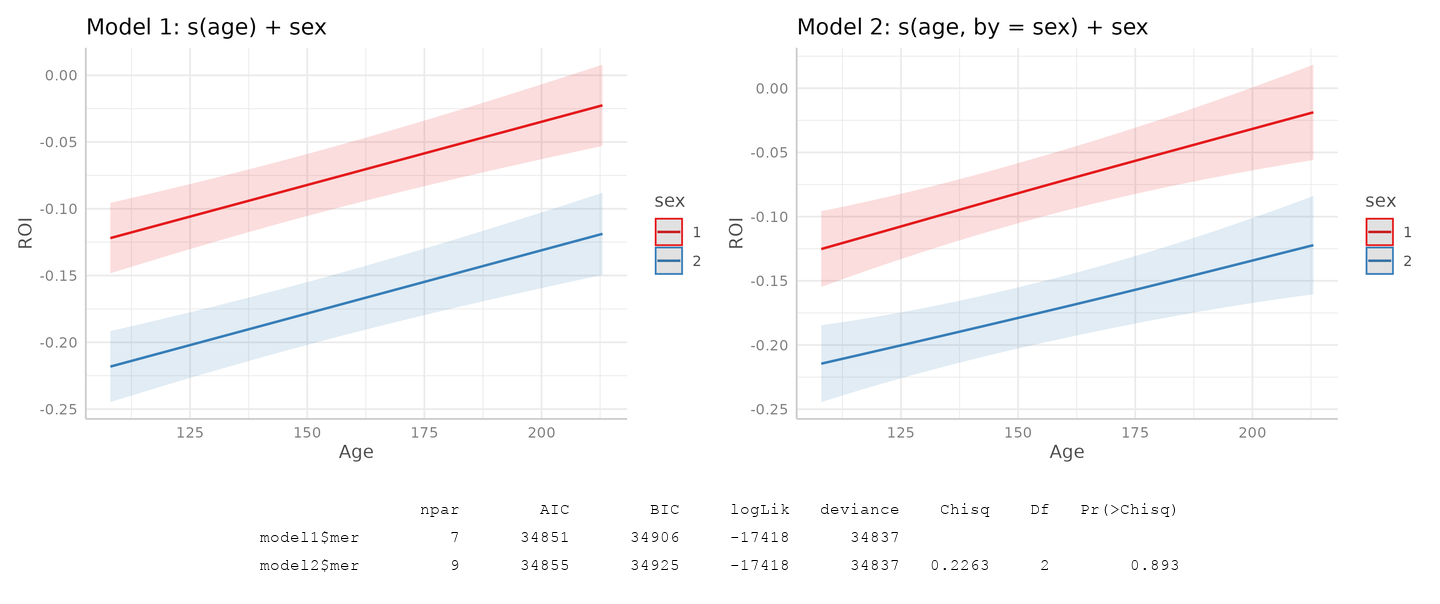 Model 1: s(age) + sex
0.00
-0.05
-0.10
-0.15
-0.20
-0.25
ROI
125 150 175 200
Age
sex
1
2
Model 2: s(age, by = sex) + sex
0.00
-0.05
-0.10
-0.15
-0.20
-0.25
ROI
125 150 175 200
Age
sex
1
2
npar AIC BIC logLik deviance Chisq Df Pr(>Chisq)
model1$mer 7 34851 34906 -17418 34837
model2$mer 9 34855 34925 -17418 34837 0.2263 2 0.893